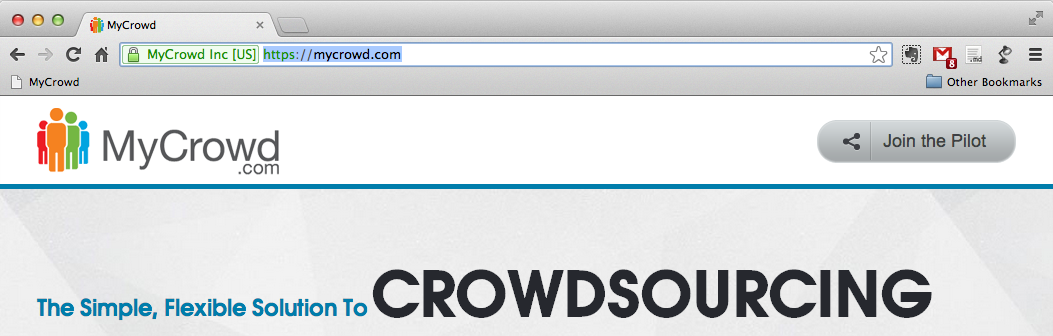 MyCrowd
MyCrowd Inc [US] https://mycrowd.com
8
.md
MyCrowd
Other Bookmarks
MyCrowd
.com
Join the Pilot
The Simple, Flexible Solution To CROWDSOURCING